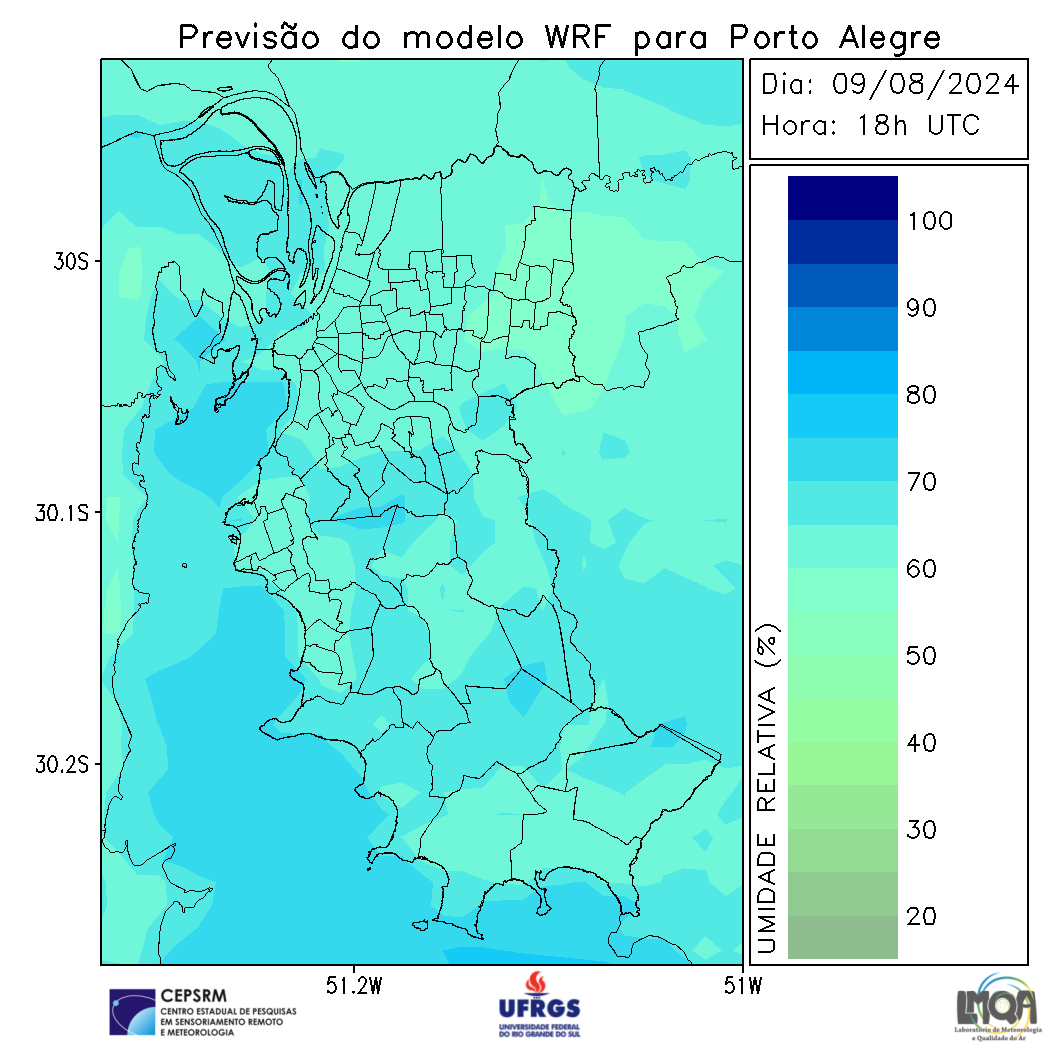 Previsão do modelo WRF para Porto Alegre
Dia: 09/08/2024
Hora: 18h UTC
100
90
80
70
60
50
40
30
20
UMIDADE RELATIVA (%)
30S
30.1S
30.2S
51.2W
51W
CEPSRM
CENTRO ESTADUAL DE PESQUISAS
EM SENSORIAMENTO REMOTO
E METEOROLOGIA
UFRGS
UNIVERSIDADE FEDERAL
DO RIO GRANDE DO SUL
LMQA
Laboratório de Meteorologia
e Qualidade do Ar